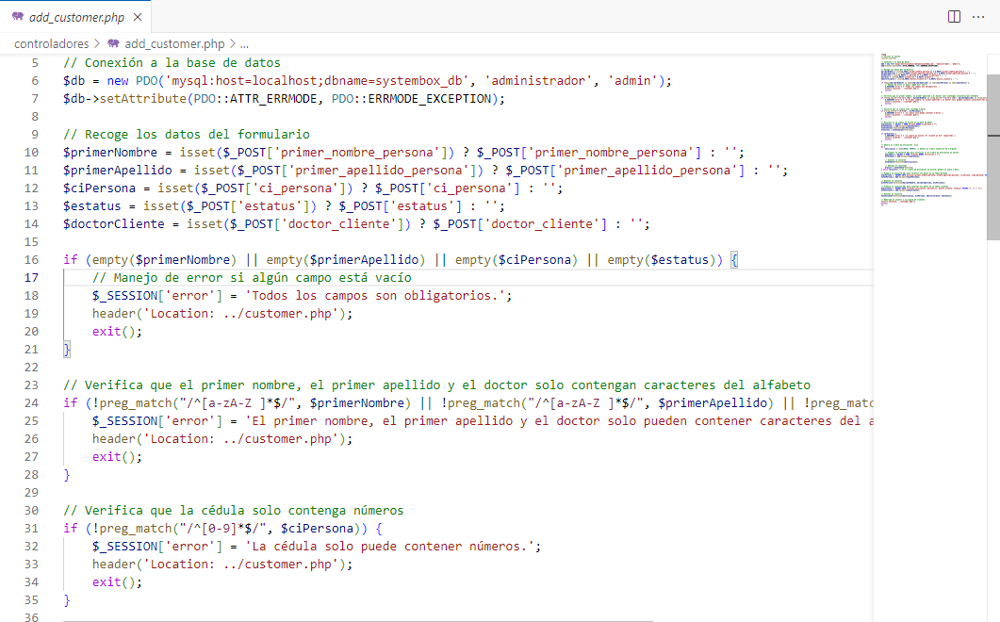 add_customer.php
controladores > add_customer.php > ...
5 // Conexión a la base de datos
6 $db = new PDO('mysql:host=localhost;dbname=systembox_db', 'administrador', 'admin');
7 $db->setAttribute(PDO::ATTR_ERRMODE, PDO::ERRMODE_EXCEPTION);
8
9 // Recoge los datos del formulario
10 $primerNombre = isset($_POST['primer_nombre_persona']) ? $_POST['primer_nombre_persona'] : '';
11 $primerApellido = isset($_POST['primer_apellido_persona']) ? $_POST['primer_apellido_persona'] : '';
12 $ciPersona = isset($_POST['ci_persona']) ? $_POST['ci_persona'] : '';
13 $estatus = isset($_POST['estatus']) ? $_POST['estatus'] : '';
14 $doctorCliente = isset($_POST['doctor_cliente']) ? $_POST['doctor_cliente'] : '';
15
16 if (empty($primerNombre) || empty($primerApellido) || empty($ciPersona) || empty($estatus)) {
17 // Manejo de error si algún campo está vacío
18 $_SESSION['error'] = 'Todos los campos son obligatorios.';
19 header('Location: ../customer.php');
20 exit();
21 }
22
23 // Verifica que el primer nombre, el primer apellido y el doctor solo contengan caracteres del alfabeto
24 if (!preg_match("/^[a-zA-Z ]*$/", $primerNombre) || !preg_match("/^[a-zA-Z ]*$/", $primerApellido) || !preg_matc
25 $_SESSION['error'] = 'El primer nombre, el primer apellido y el doctor solo pueden contener caracteres del a
26 header('Location: ../customer.php');
27 exit();
28 }
29
30 // Verifica que la cédula solo contenga números
31 if (!preg_match("/^[0-9]*$/", $ciPersona)) {
32 $_SESSION['error'] = 'La cédula solo puede contener números.';
33 header('Location: ../customer.php');
34 exit();
35 }
36